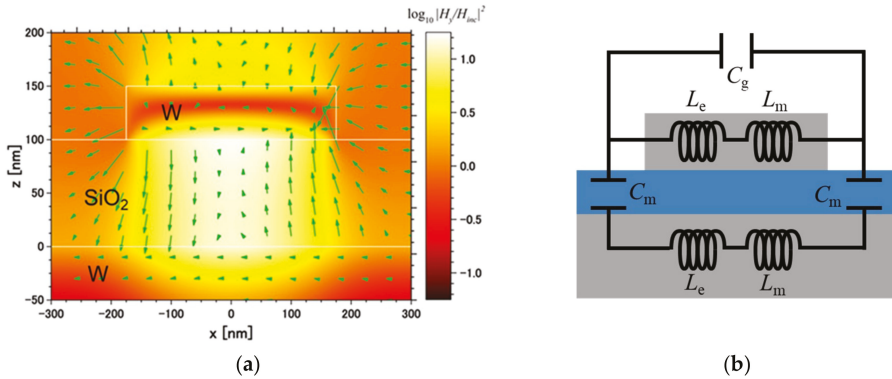 log₁₀ |Hy/Hinc|²
200
150
100
50
0
-50
z [nm]
W
SiO₂
W
-300 -200 -100 0 100 200 300
x [nm]
1.0
0.5
0.0
-0.5
-1.0
(a)
Cg
Le Lm
Cm Cm
Le Lm
(b)